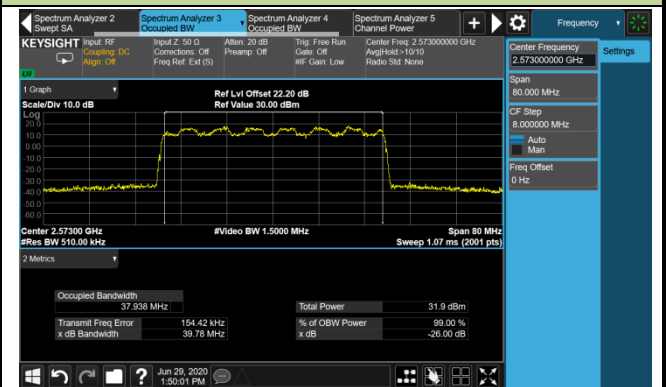 Spectrum Analyzer 2
Swept SA
Spectrum Analyzer 3
Occupied BW
Spectrum Analyzer 4
Occupied BW
Spectrum Analyzer 5
Channel Power
+
Frequency
KEYSIGHT
Input: RF
Coupling: DC
Align: Off
Input Z: 50 Ω
Corrections: Off
Freq Ref: Ext (S)
Atten: 20 dB
Preamp: Off
Trig: Free Run
Gate: Off
#IF Gain: Low
Center Freq: 2.573000000 GHz
Avg|Hold:>10/10
Radio Std: None
LXI
Center Frequency
2.573000000 GHz
Settings
Span
80.000 MHz
CF Step
8.000000 MHz
Auto
Man
Freq Offset
0 Hz
1 Graph
Scale/Div 10.0 dB
Ref Lvl Offset 22.20 dB
Ref Value 30.00 dBm
Log
20.0
10.0
0.00
-10.0
-20.0
-30.0
-40.0
-50.0
-60.0
Center 2.57300 GHz
#Video BW 1.5000 MHz
Span 80 MHz
#Res BW 510.00 kHz
Sweep 1.07 ms (2001 pts)
2 Metrics
Occupied Bandwidth
37.938 MHz
Total Power 31.9 dBm
Transmit Freq Error 154.42 kHz
% of OBW Power 99.00 %
x dB Bandwidth 39.78 MHz
x dB -26.00 dB
?
Jun 29, 2020
1:50:01 PM